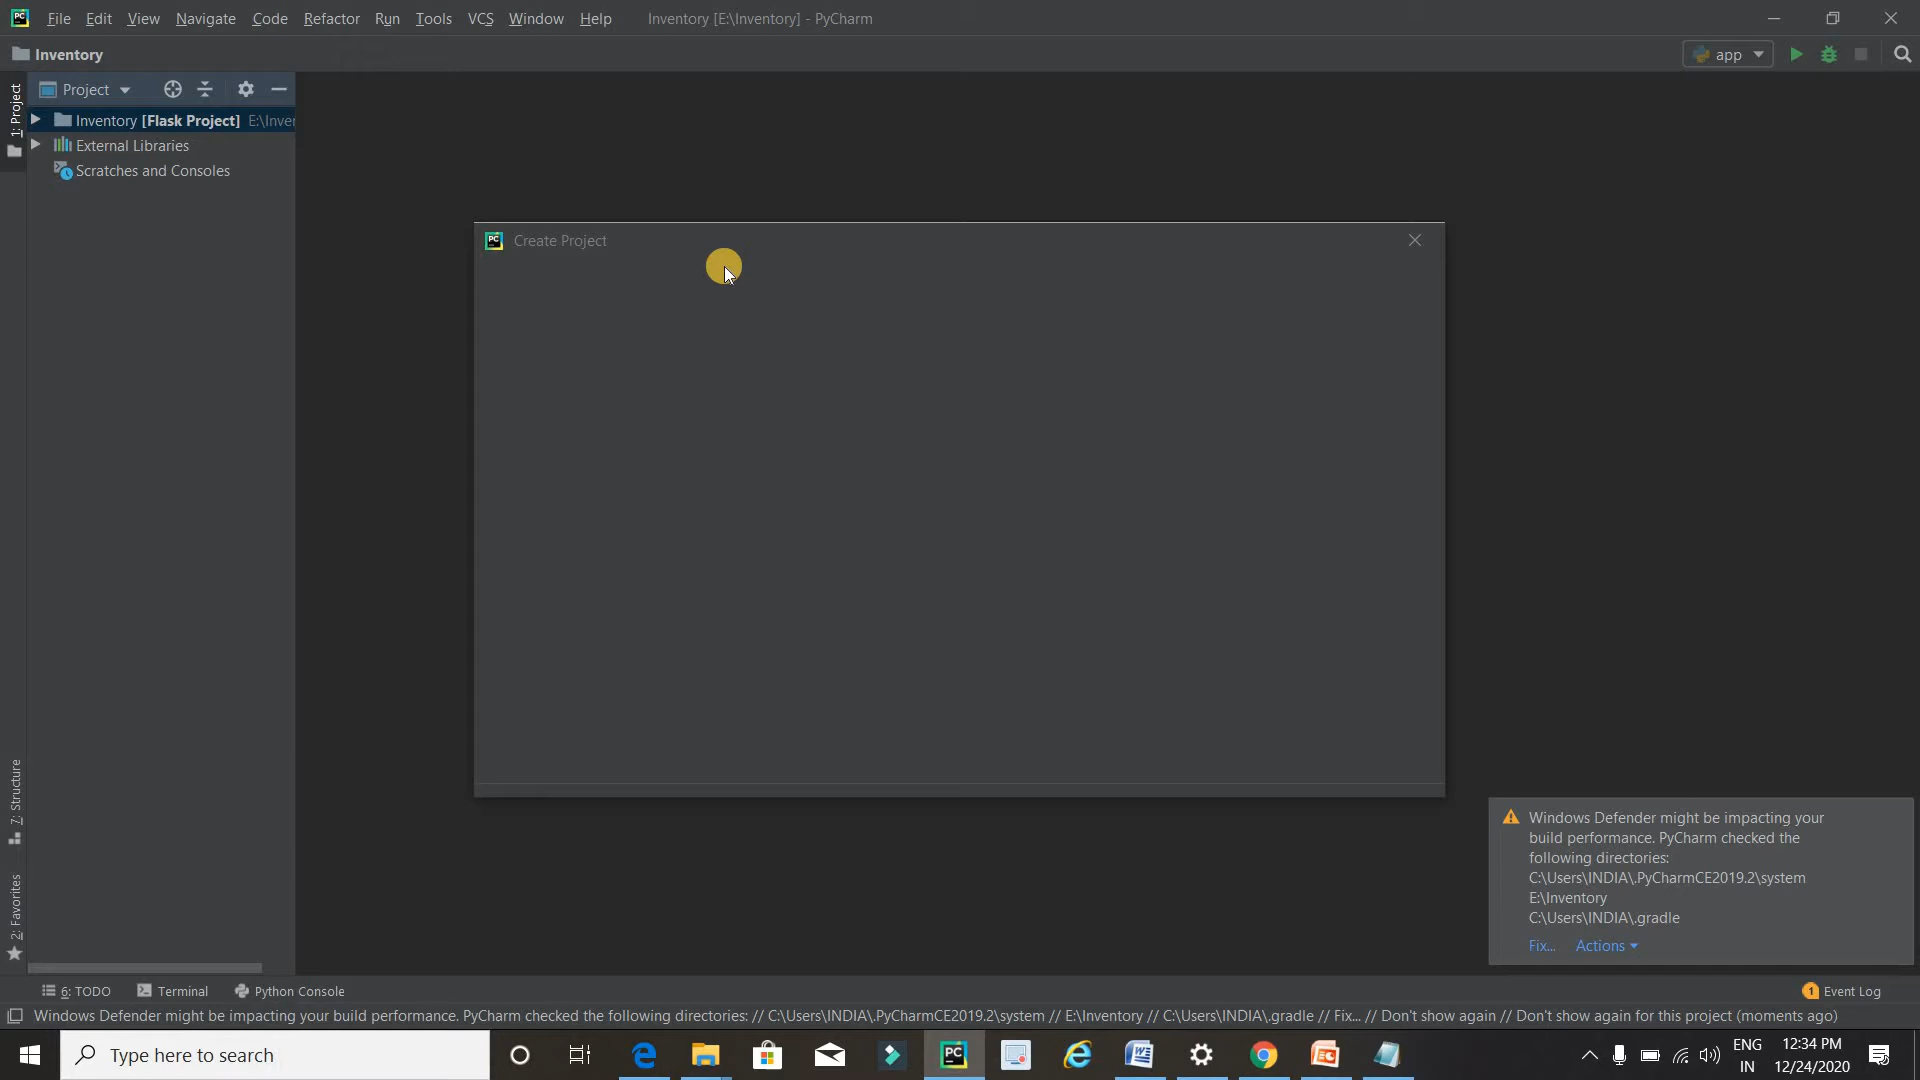 File Edit View Navigate Code Refactor Run Tools VCS Window Help Inventory [E:\Inventory] - PyCharm
Inventory
app
1: Project
Project
Inventory [Flask Project] E:\Inver
External Libraries
Scratches and Consoles
Create Project
7: Structure
2: Favorites
Windows Defender might be impacting your
build performance. PyCharm checked the
following directories:
C:\Users\INDIA\.PyCharmCE2019.2\system
E:\Inventory
C:\Users\INDIA\.gradle
Fix... Actions
6: TODO Terminal Python Console
1 Event Log
Windows Defender might be impacting your build performance. PyCharm checked the following directories: // C:\Users\INDIA\.PyCharmCE2019.2\system // E:\Inventory // C:\Users\INDIA\.gradle // Fix... // Don't show again // Don't show again for this project (moments ago)
Type here to search
ENG
IN
12:34 PM
12/24/2020